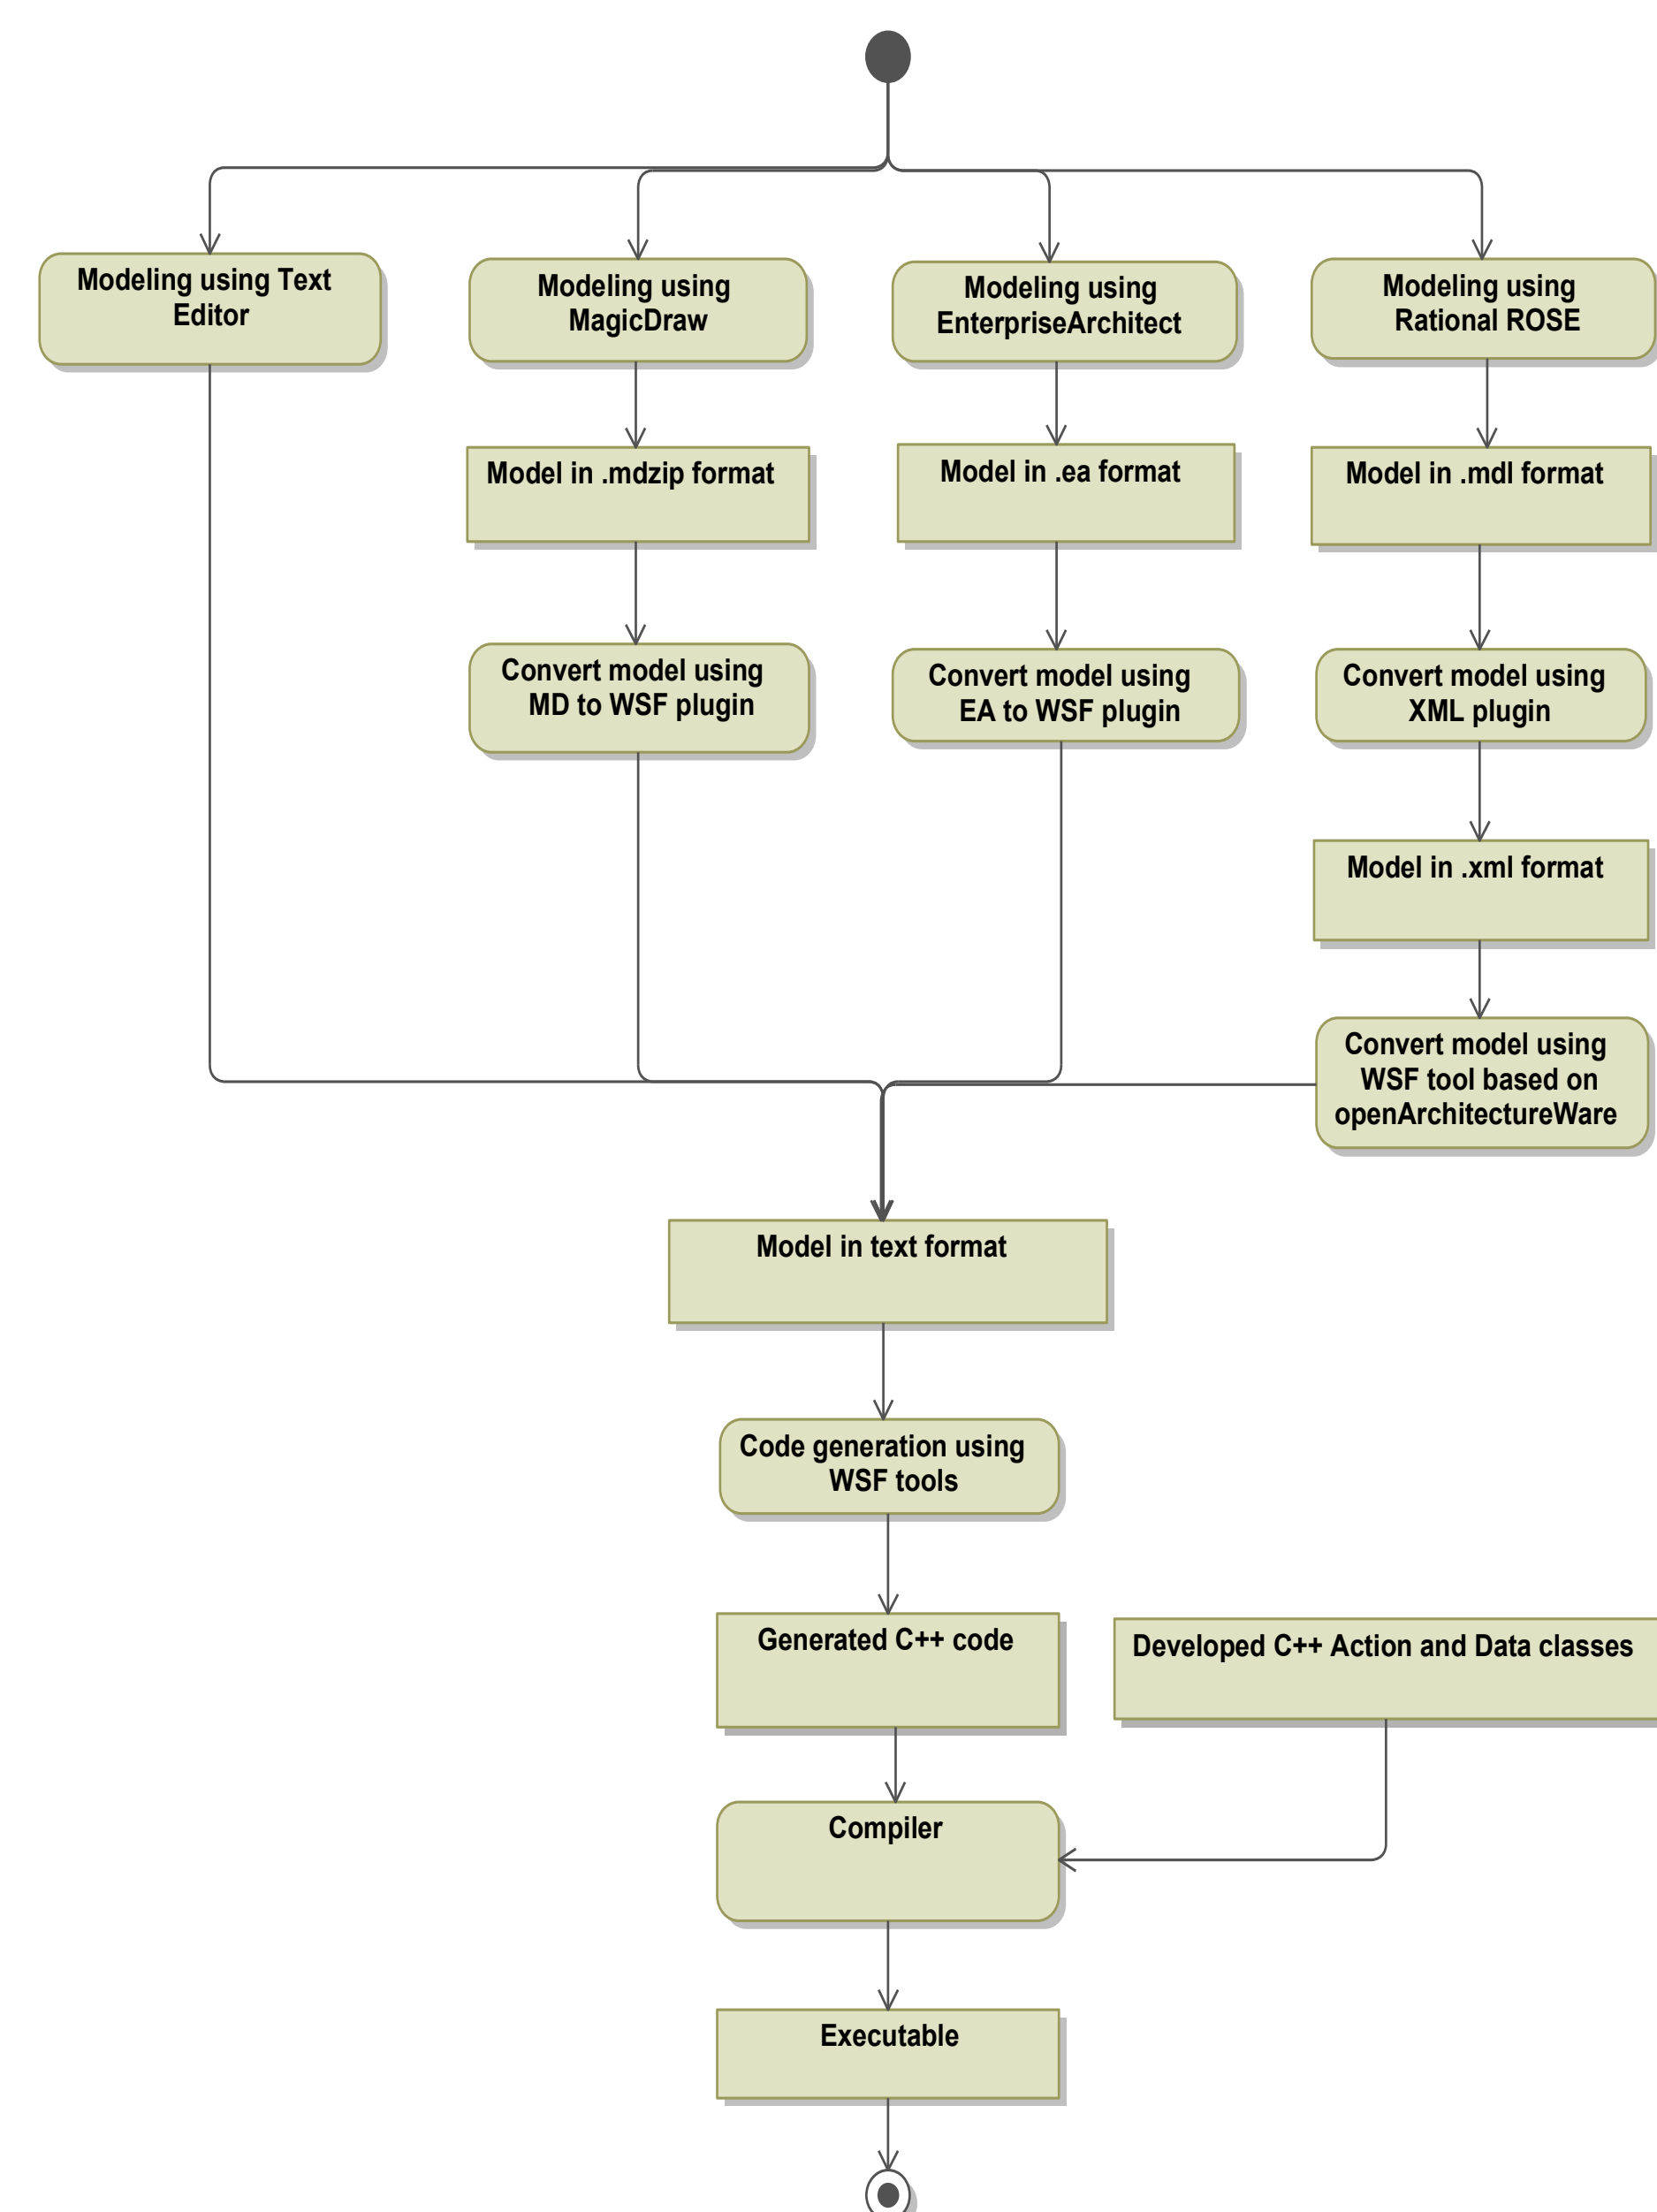 Modeling using Text
Editor
Modeling using
MagicDraw
Modeling using
EnterpriseArchitect
Modeling using
Rational ROSE
Model in .mdzip format
Model in .ea format
Model in .mdl format
Convert model using
MD to WSF plugin
Convert model using
EA to WSF plugin
Convert model using
XML plugin
Model in .xml format
Convert model using
WSF tool based on
openArchitectureWare
Model in text format
Code generation using
WSF tools
Generated C++ code
Developed C++ Action and Data classes
Compiler
Executable